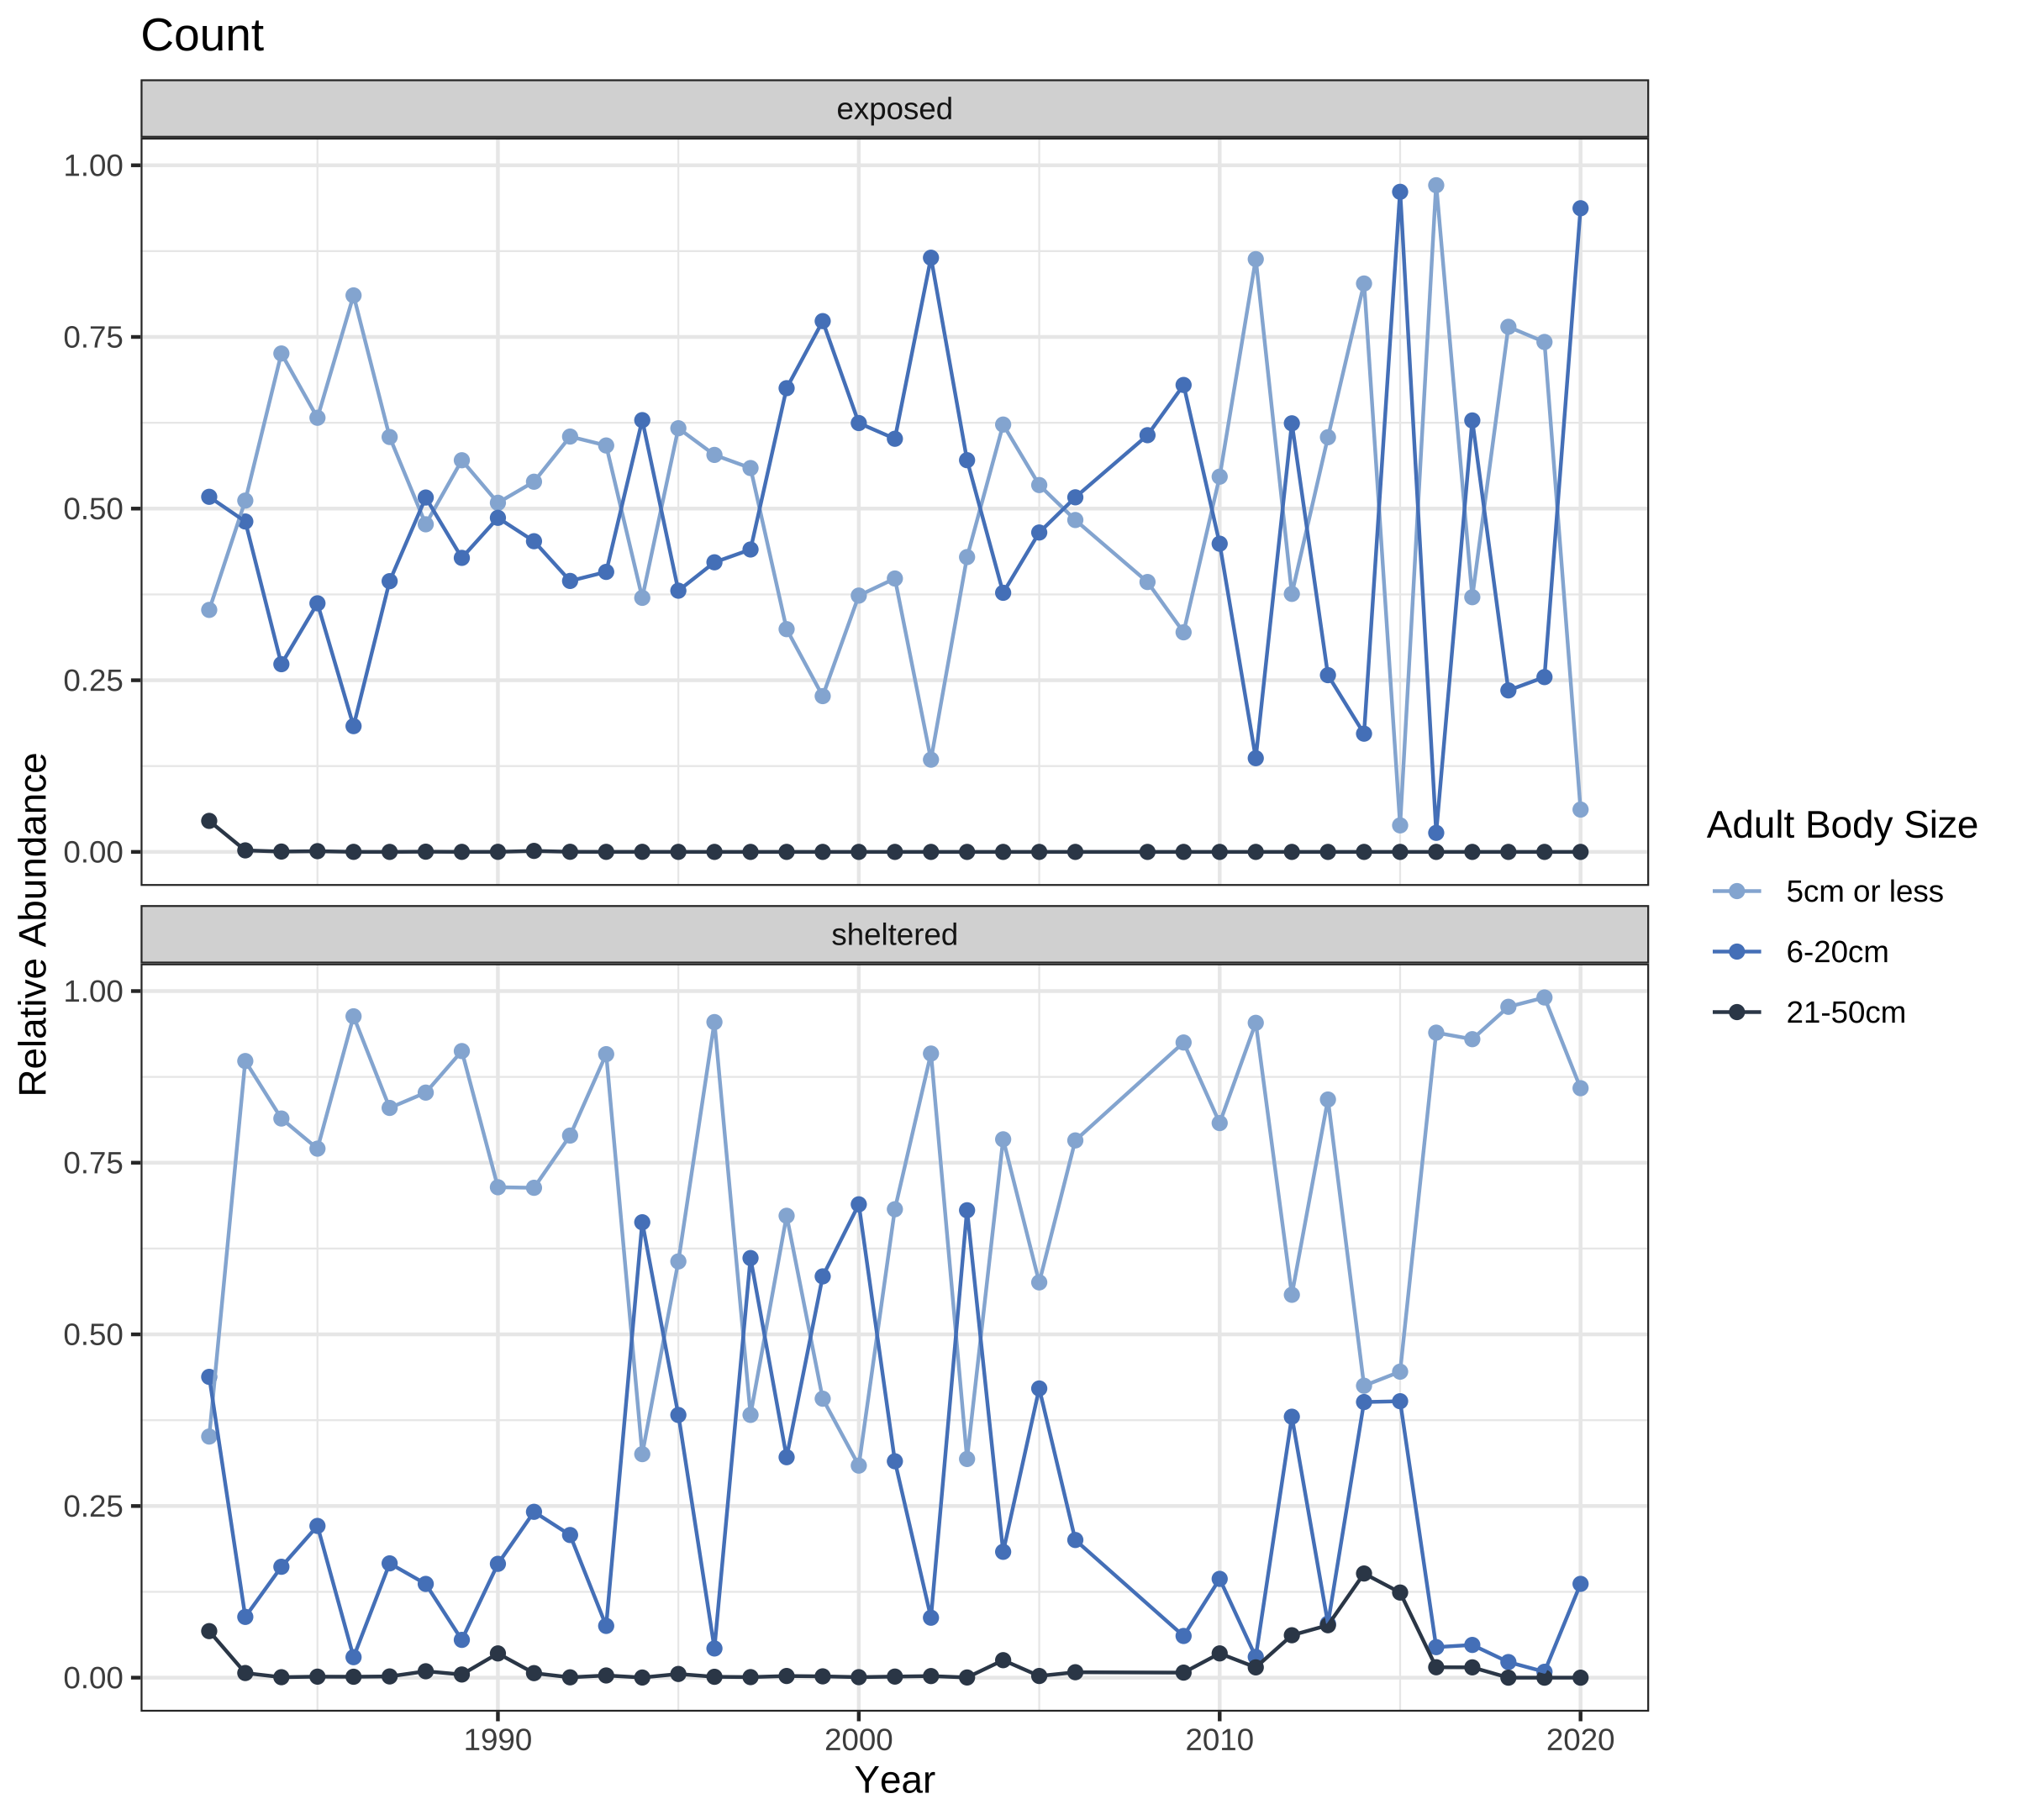 Count
exposed
1.00
0.75
0.50
0.25
0.00
Relative Abundance
sheltered
1.00
0.75
0.50
0.25
0.00
1990 2000 2010 2020
Year
Adult Body Size
5cm or less
6-20cm
21-50cm